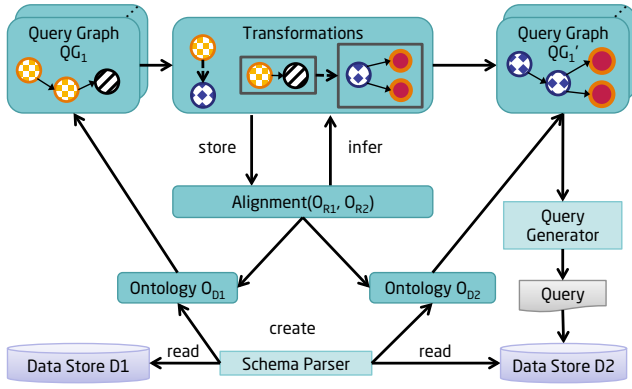 Query Graph
QG1
Transformations
Query Graph
QG1'
store
infer
Alignment(OR1, OR2)
Query
Generator
Ontology OD1
Ontology OD2
Query
create
read
read
Data Store D1
Schema Parser
Data Store D2